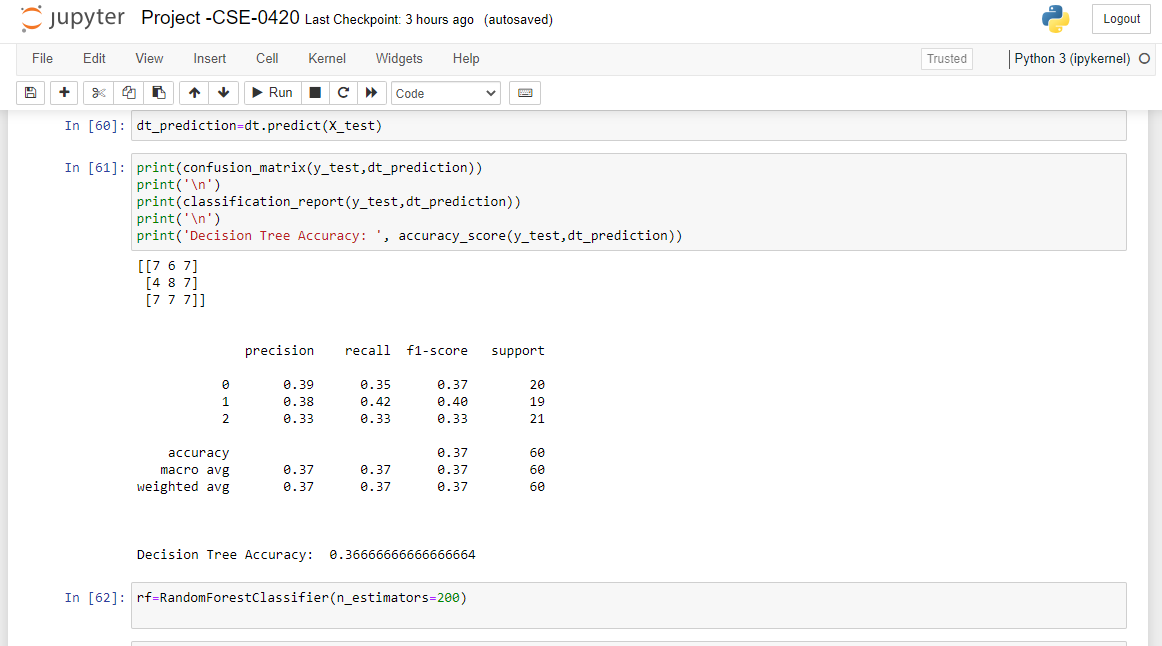 jupyter Project -CSE-0420 Last Checkpoint: 3 hours ago (autosaved) Logout
File Edit View Insert Cell Kernel Widgets Help Trusted Python 3 (ipykernel)
Run Code
In [60]: dt_prediction=dt.predict(X_test)
In [61]: print(confusion_matrix(y_test,dt_prediction))
print('\n')
print(classification_report(y_test,dt_prediction))
print('\n')
print('Decision Tree Accuracy: ', accuracy_score(y_test,dt_prediction))
[[7 6 7]
[4 8 7]
[7 7 7]]
precision recall f1-score support
0 0.39 0.35 0.37 20
1 0.38 0.42 0.40 19
2 0.33 0.33 0.33 21
accuracy 0.37 60
macro avg 0.37 0.37 0.37 60
weighted avg 0.37 0.37 0.37 60
Decision Tree Accuracy: 0.36666666666666664
In [62]: rf=RandomForestClassifier(n_estimators=200)